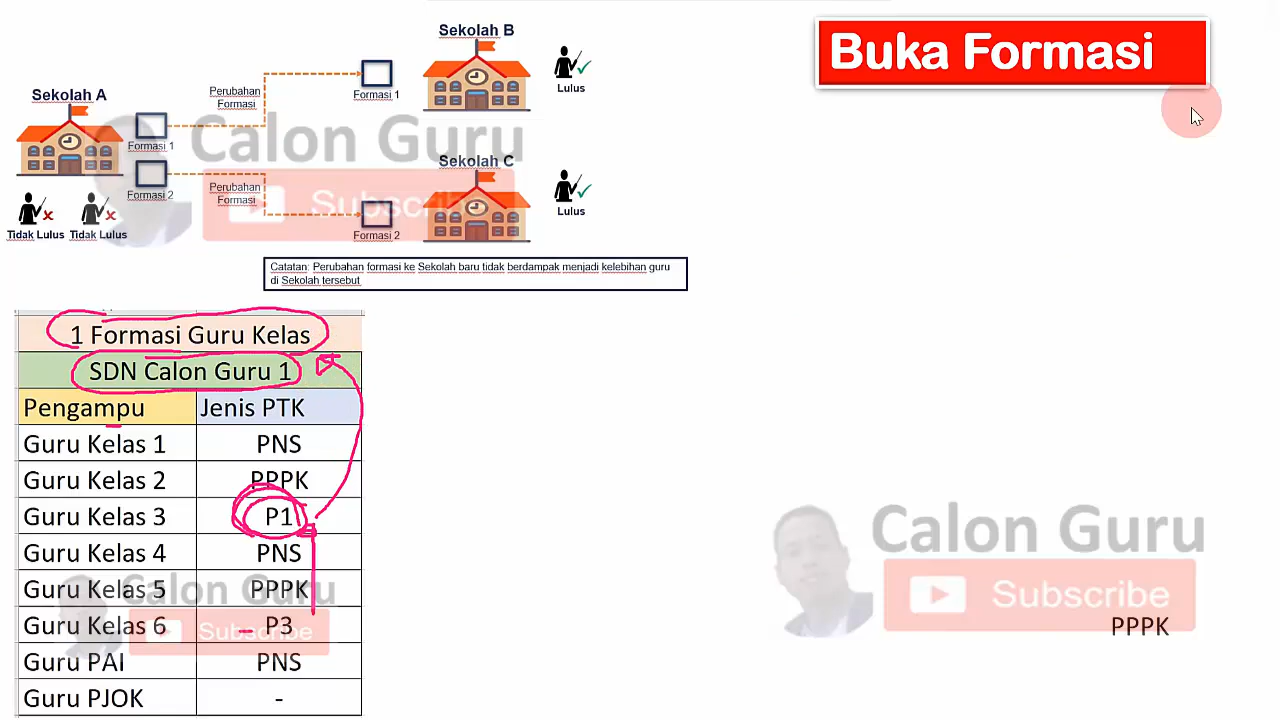 Buka Formasi
Sekolah B
Lulus
Perubahan
Formasi
Formasi 1
Sekolah A
Formasi 1
Formasi 2
Tidak Lulus
Tidak Lulus
Sekolah C
Lulus
Perubahan
Formasi
Formasi 2
Calon Guru
Subscribe
Catatan: Perubahan formasi ke Sekolah baru tidak berdampak menjadi kelebihan guru
di Sekolah tersebut
1 Formasi Guru Kelas
SDN Calon Guru 1
Pengampu Jenis PTK
Guru Kelas 1 PNS
Guru Kelas 2 PPPK
Guru Kelas 3 P1
Guru Kelas 4 PNS
Guru Kelas 5 PPPK
Guru Kelas 6 P3
Guru PAI PNS
Guru PJOK -
Calon Guru
Subscribe
Calon Guru
Subscribe
PPPK